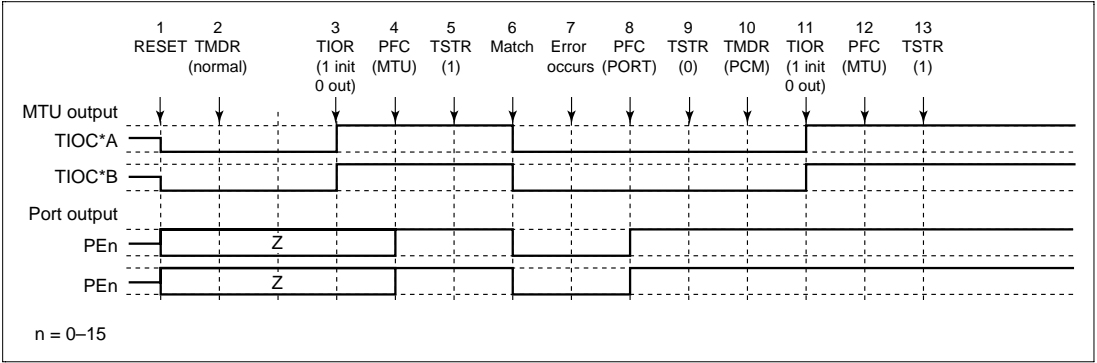 1 2 3 4 5 6 7 8 9 10 11 12 13
RESET TMDR TIOR PFC TSTR Match Error PFC TSTR TMDR TIOR PFC TSTR
(normal) (1 init (MTU) (1) occurs (PORT) (0) (PCM) (1 init (MTU) (1)
0 out) 0 out)
MTU output
TIOC*A
TIOC*B
Port output
PEn Z
PEn Z
n = 0–15